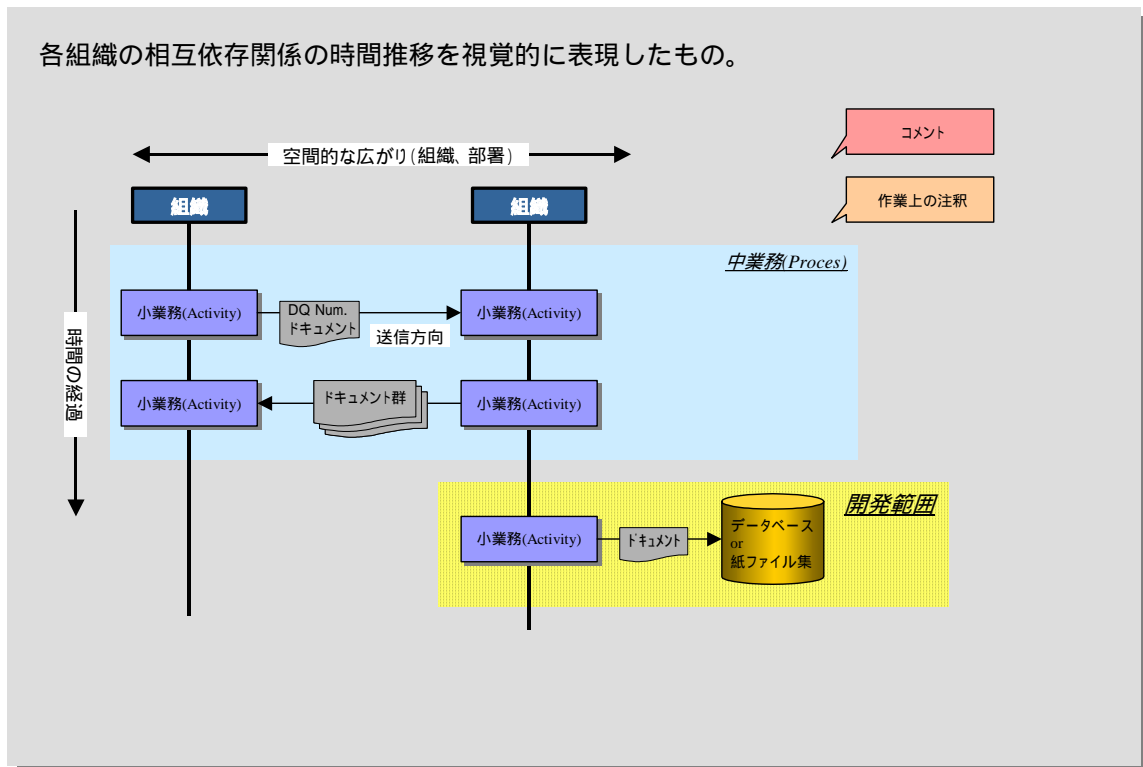 各組織の相互依存関係の時間推移を視覚的に表現したもの。
コメント
空間的な広がり(組織、部署)
作業上の注釈
組織
組織
中業務(Proces)
小業務(Activity)
DQ Num.
ドキュメント
送信方向
小業務(Activity)
時間の経過
小業務(Activity)
ドキュメント群
小業務(Activity)
開発範囲
小業務(Activity)
ドキュメント
データベース
or
紙ファイル集